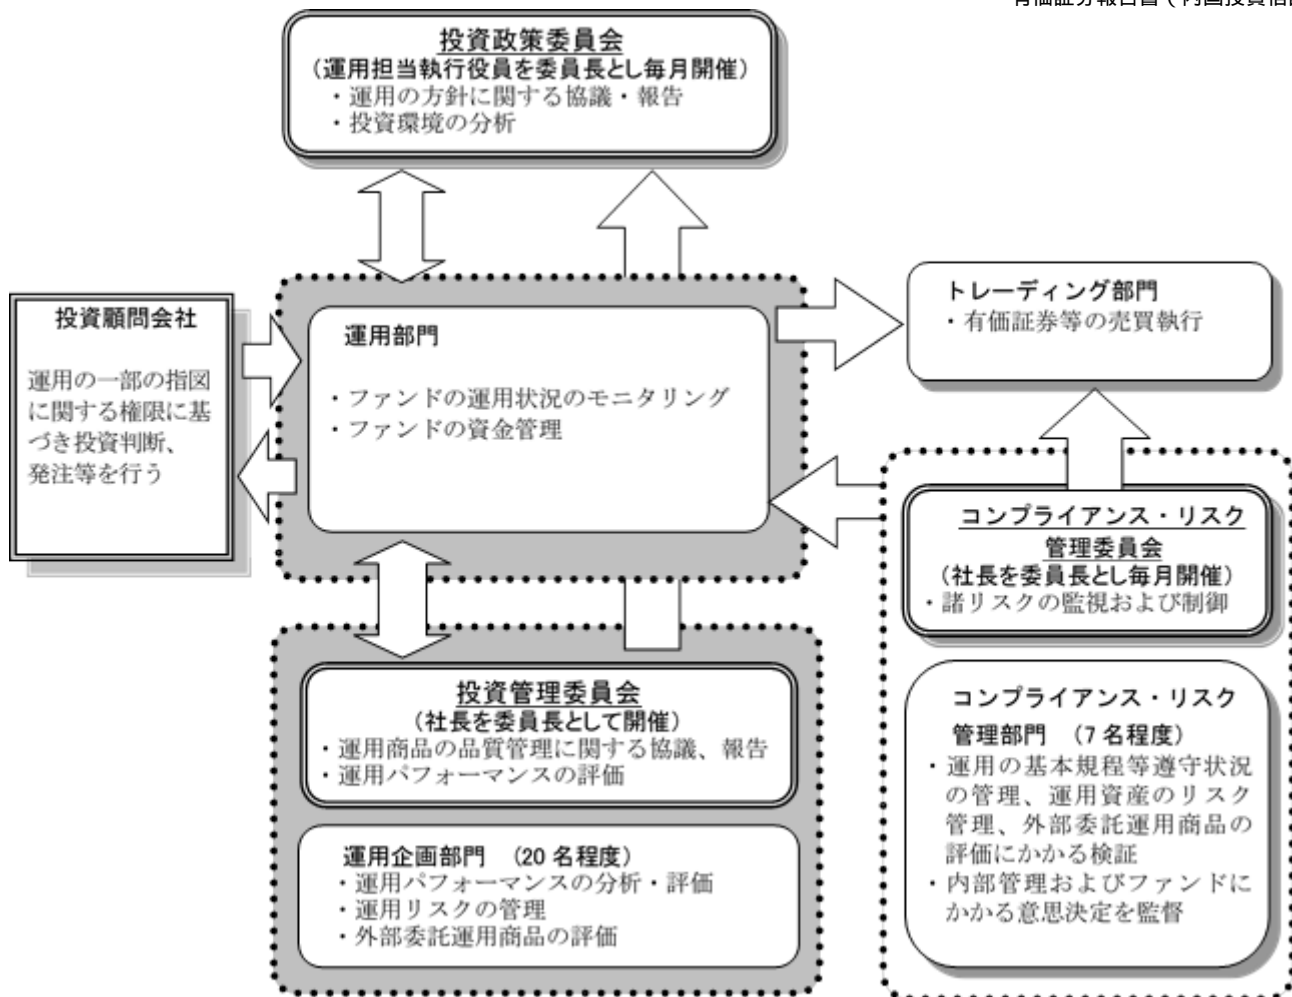 投資政策委員会
(運用担当執行役員を委員長とし毎月開催)
・運用の方針に関する協議・報告
・投資環境の分析
投資顧問会社
運用の一部の指図
に関する権限に基
づき投資判断、
発注等を行う
運用部門
・ファンドの運用状況のモニタリング
・ファンドの資金管理
トレーディング部門
・有価証券等の売買執行
コンプライアンス・リスク
管理委員会
(社長を委員長とし毎月開催)
・諸リスクの監視および制御
投資管理委員会
(社長を委員長として開催)
・運用商品の品質管理に関する協議、報告
・運用パフォーマンスの評価
運用企画部門 (20名程度)
・運用パフォーマンスの分析・評価
・運用リスクの管理
・外部委託運用商品の評価
コンプライアンス・リスク
管理部門 (7名程度)
・運用の基本規程等遵守状況
の管理、運用資産のリスク
管理、外部委託運用商品の
評価にかかる検証
・内部管理およびファンドに
かかる意思決定を監督